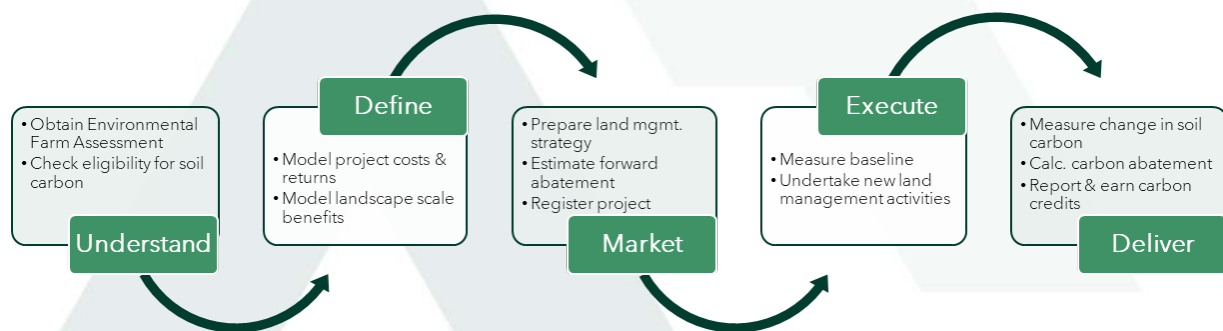 • Obtain Environmental
Farm Assessment
• Check eligibility for soil
carbon
Understand
Define
• Model project costs &
returns
• Model landscape scale
benefits
• Prepare land mgmt.
strategy
• Estimate forward
abatement
• Register project
Market
Execute
• Measure baseline
• Undertake new land
management activities
• Measure change in soil
carbon
• Calc. carbon abatement
• Report & earn carbon
credits
Deliver